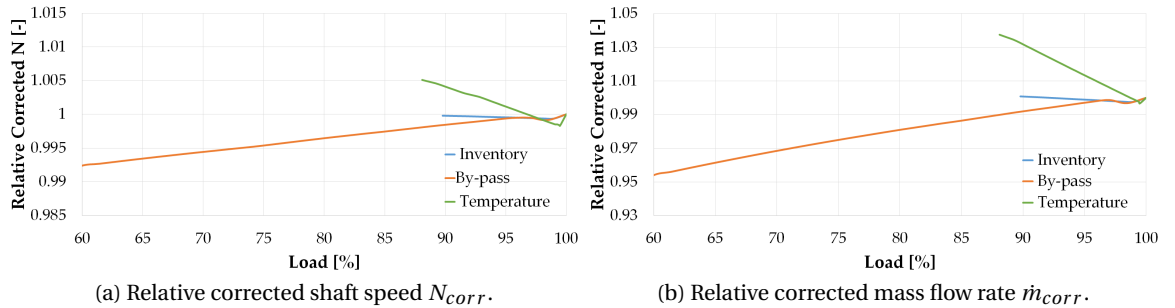 Relative Corrected N [-]
1.015
1.01
1.005
1
0.995
0.99
0.985
Inventory
By-pass
Temperature
60 65 70 75 80 85 90 95 100
Load [%]
(a) Relative corrected shaft speed N_corr.
Relative Corrected m [-]
1.05
1.03
1.01
0.99
0.97
0.95
0.93
Inventory
By-pass
Temperature
60 65 70 75 80 85 90 95 100
Load [%]
(b) Relative corrected mass flow rate ṁ_corr.